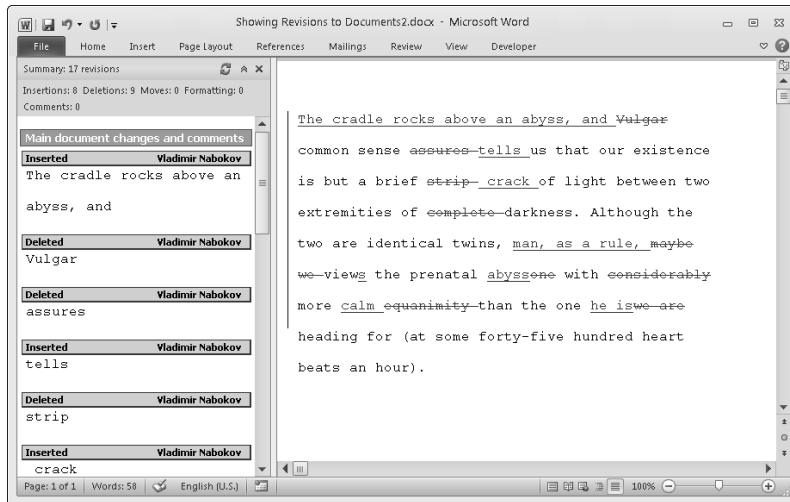 Showing Revisions to Documents2.docx - Microsoft Word
File Home Insert Page Layout References Mailings Review View Developer
Summary: 17 revisions
Insertions: 8 Deletions: 9 Moves: 0 Formatting: 0
Comments: 0
Main document changes and comments
Inserted Vladimir Nabokov
The cradle rocks above an
abyss, and
Deleted Vladimir Nabokov
Vulgar
Deleted Vladimir Nabokov
assures
Inserted Vladimir Nabokov
tells
Deleted Vladimir Nabokov
strip
Inserted Vladimir Nabokov
crack
The cradle rocks above an abyss, and Vulgar
common sense assures tells us that our existence
is but a brief strip crack of light between two
extremities of complete darkness. Although the
two are identical twins, man, as a rule, maybe
we views the prenatal abyssone with considerably
more calm equanimity than the one he iswe are
heading for (at some forty-five hundred heart
beats an hour).
Page: 1 of 1 Words: 58 English (U.S.) 100%